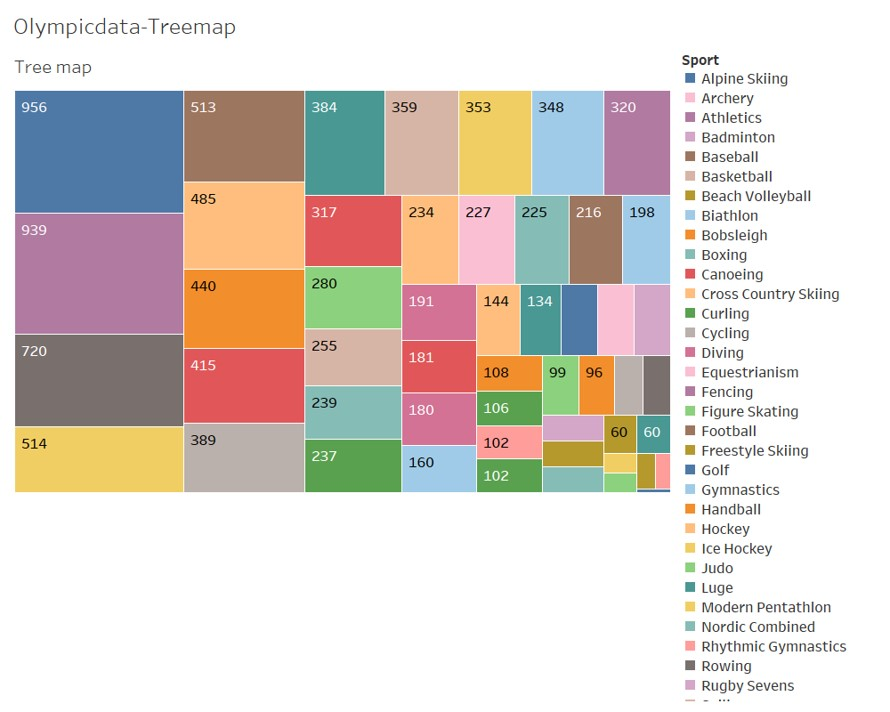 Olympicdata-Treemap
Tree map
956
939
720
514
513
485
440
415
389
384
359
353
348
320
317
280
255
239
237
234
227
225
216
198
191
181
180
160
144
134
108
106
102
102
99
96
60
60
Sport
Alpine Skiing
Archery
Athletics
Badminton
Baseball
Basketball
Beach Volleyball
Biathlon
Bobsleigh
Boxing
Canoeing
Cross Country Skiing
Curling
Cycling
Diving
Equestrianism
Fencing
Figure Skating
Football
Freestyle Skiing
Golf
Gymnastics
Handball
Hockey
Ice Hockey
Judo
Luge
Modern Pentathlon
Nordic Combined
Rhythmic Gymnastics
Rowing
Rugby Sevens